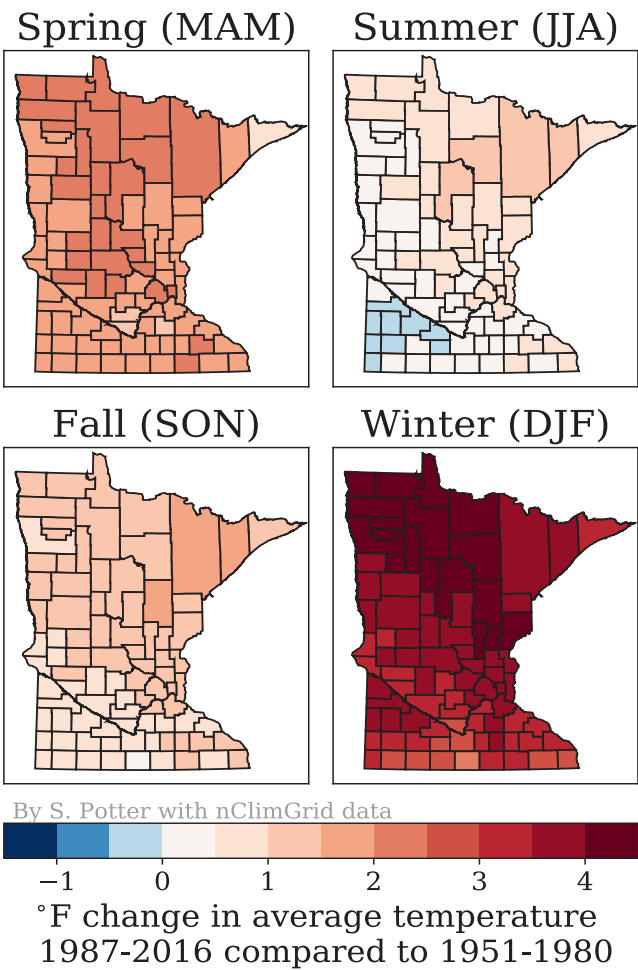 Spring (MAM)
Summer (JJA)
Fall (SON)
Winter (DJF)
By S. Potter with nClimGrid data
−1 0 1 2 3 4
°F change in average temperature
1987-2016 compared to 1951-1980